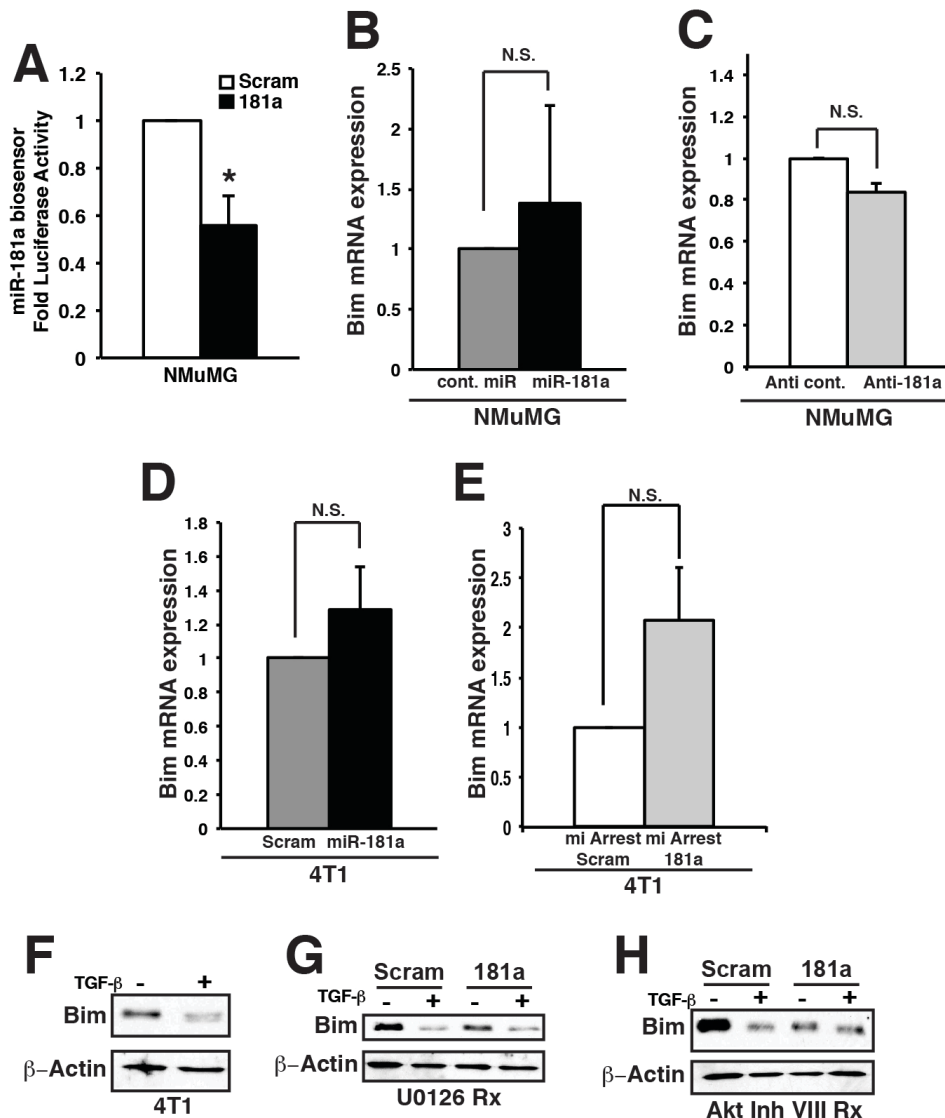 A
miR-181a biosensor
Fold Luciferase Activity
1.2
1
0.8
0.6
0.4
0.2
0
Scram
181a
*
NMuMG
B
Bim mRNA expression
2.5
2
1.5
1
0.5
0
N.S.
cont. miR miR-181a
NMuMG
C
Bim mRNA expression
1.4
1.2
1
0.8
0.6
0.4
0.2
0
N.S.
Anti cont. Anti-181a
NMuMG
D
Bim mRNA expression
1.8
1.6
1.4
1.2
1
0.8
0.6
0.4
0.2
0
N.S.
Scram miR-181a
4T1
E
Bim mRNA expression
3
2.5
2
1.5
1
0.5
0
N.S.
mi Arrest mi Arrest
Scram 181a
4T1
F
TGF-β - +
Bim
β-Actin
4T1
G
Scram 181a
TGF-β - + - +
Bim
β-Actin
U0126 Rx
H
Scram 181a
TGF-β - + - +
Bim
β-Actin
Akt Inh VIII Rx